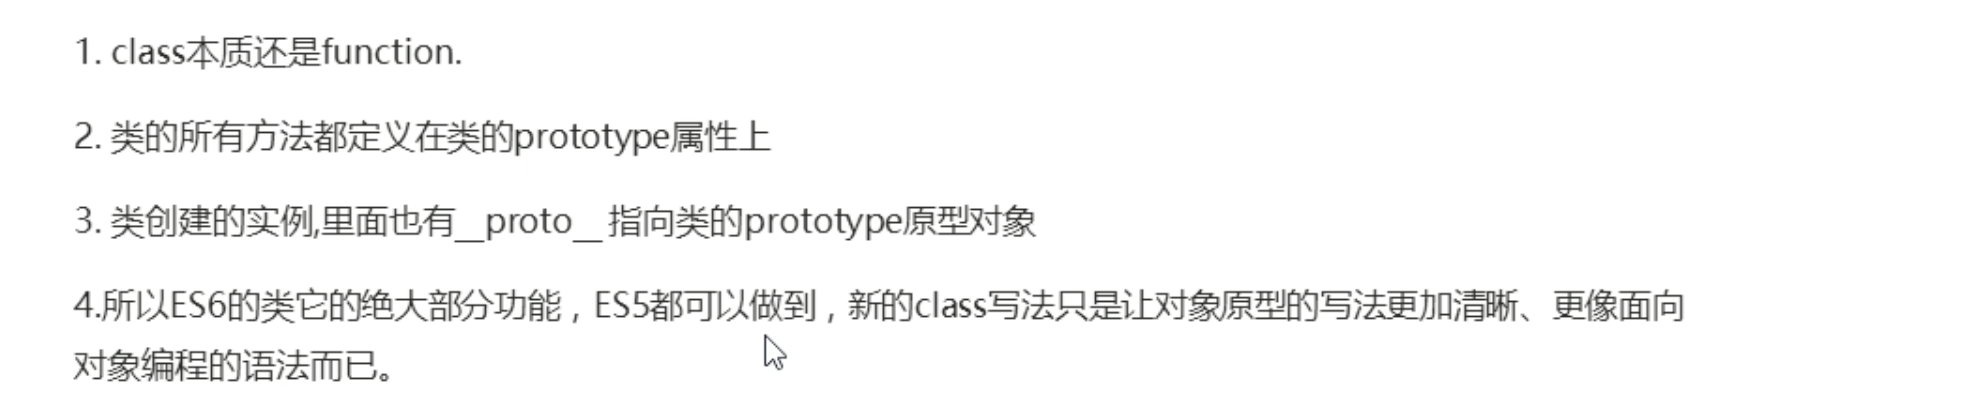 1. class本质还是function.
2. 类的所有方法都定义在类的prototype属性上
3. 类创建的实例,里面也有__proto__ 指向类的prototype原型对象
4.所以ES6的类它的绝大部分功能，ES5都可以做到，新的class写法只是让对象原型的写法更加清晰、更像面向
对象编程的语法而已。